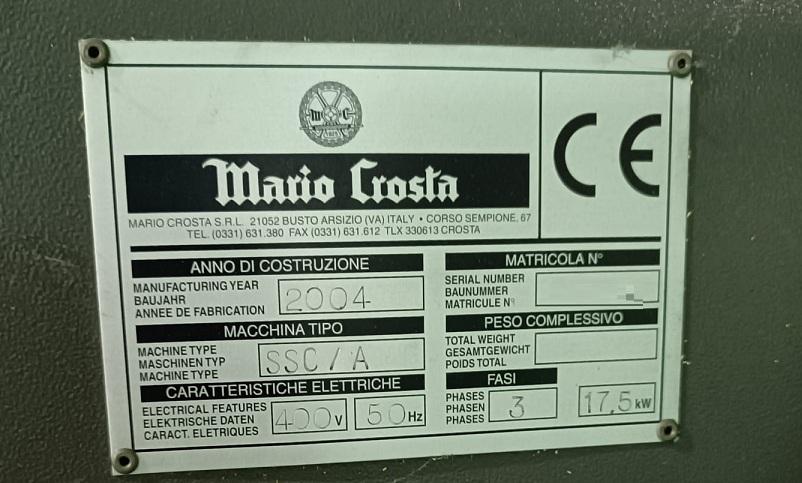 M C
Mario Crosta
CE
MARIO CROSTA S.R.L. 21052 BUSTO ARSIZIO (VA) ITALY • CORSO SEMPIONE, 67
TEL. (0331) 631.380 FAX (0331) 631.612 TLX 330613 CROSTA
ANNO DI COSTRUZIONE
MANUFACTURING YEAR
BAUJAHR
ANNEE DE FABRICATION
2004
MACCHINA TIPO
MACHINE TYPE
MASCHINEN TYP
MACHINE TYPE
SSC/A
CARATTERISTICHE ELETTRICHE
ELECTRICAL FEATURES
ELEKTRISCHE DATEN
CARACT. ELETRIQUES
400 V 50 Hz
MATRICOLA N°
SERIAL NUMBER
BAUNUMMER
MATRICULE N°
PESO COMPLESSIVO
TOTAL WEIGHT
GESAMTGEWICHT
POIDS TOTAL
FASI
PHASES
PHASEN
PHASES
3
17,5 kW